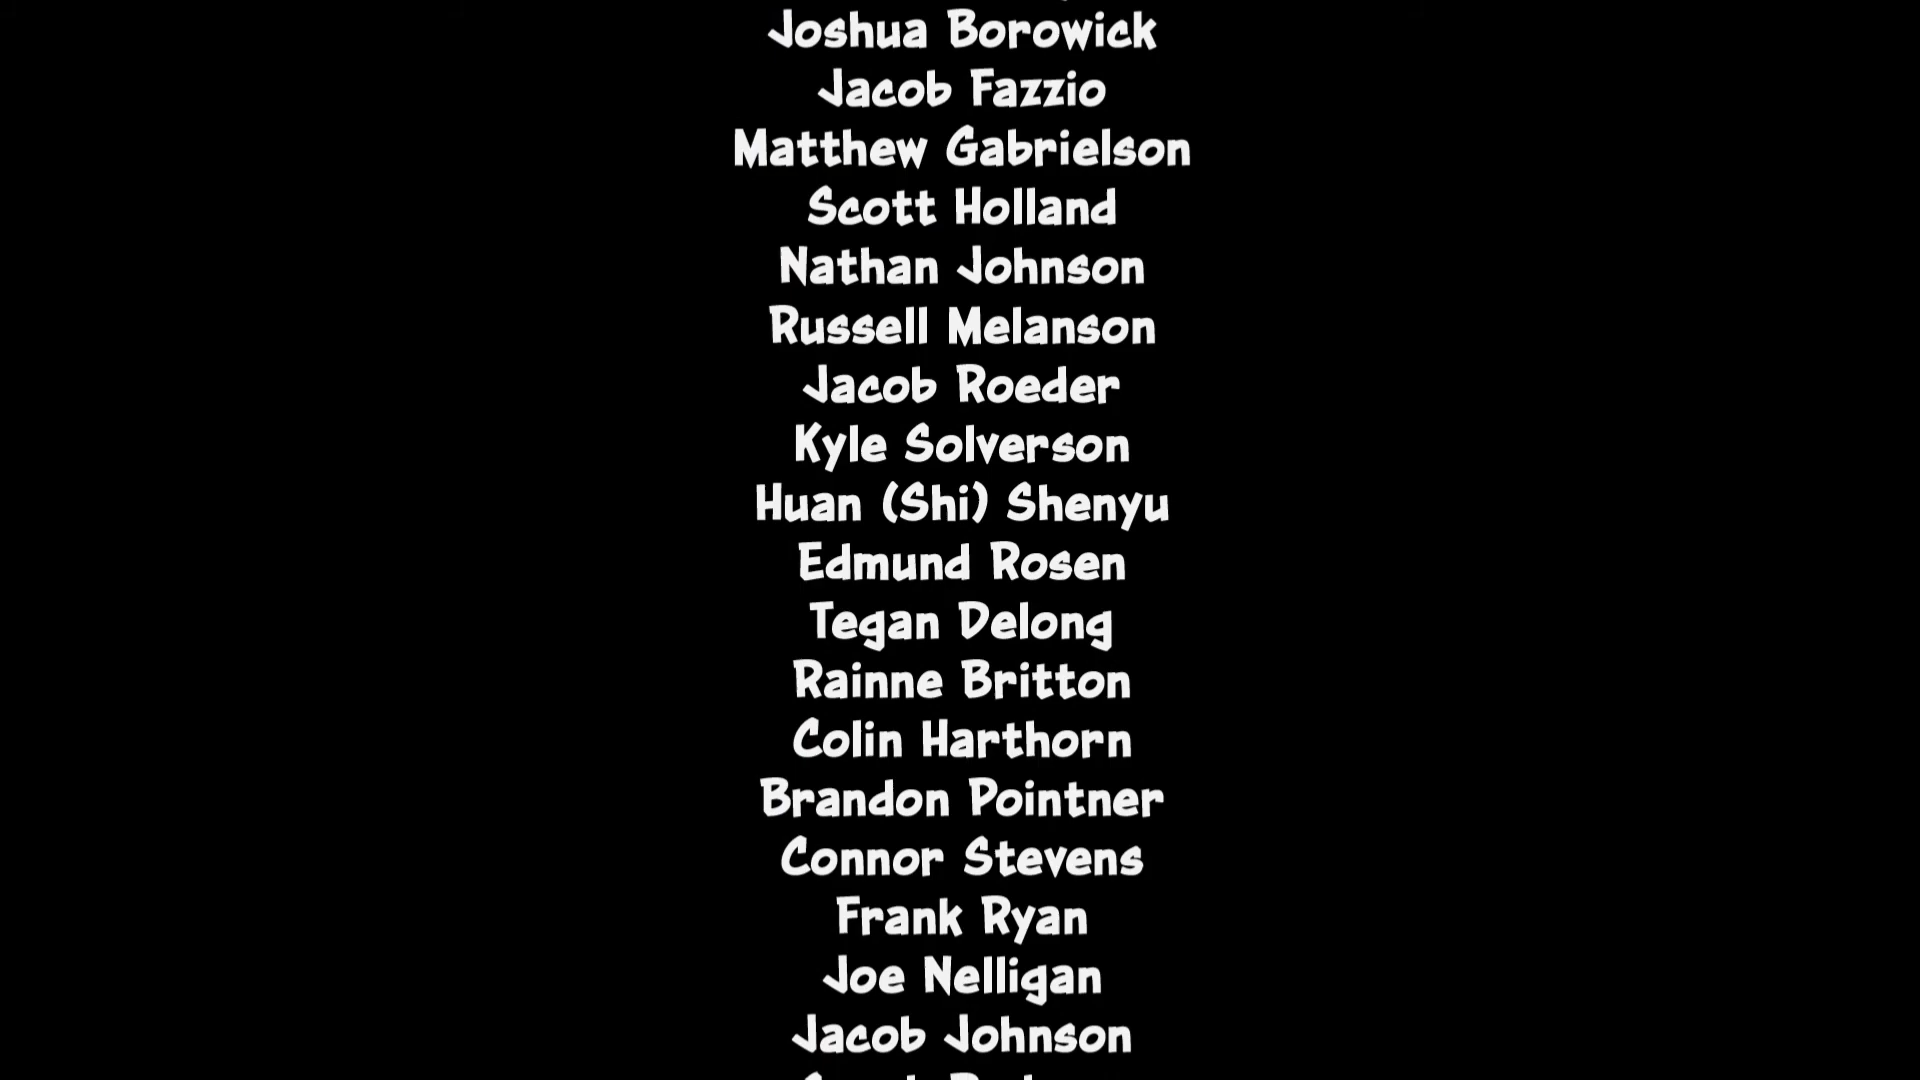 Joshua Borowick
Jacob Fazzio
Matthew Gabrielson
Scott Holland
Nathan Johnson
Russell Melanson
Jacob Roeder
Kyle Solverson
Huan (Shi) Shenyu
Edmund Rosen
Tegan Delong
Rainne Britton
Colin Harthorn
Brandon Pointner
Connor Stevens
Frank Ryan
Joe Nelligan
Jacob Johnson